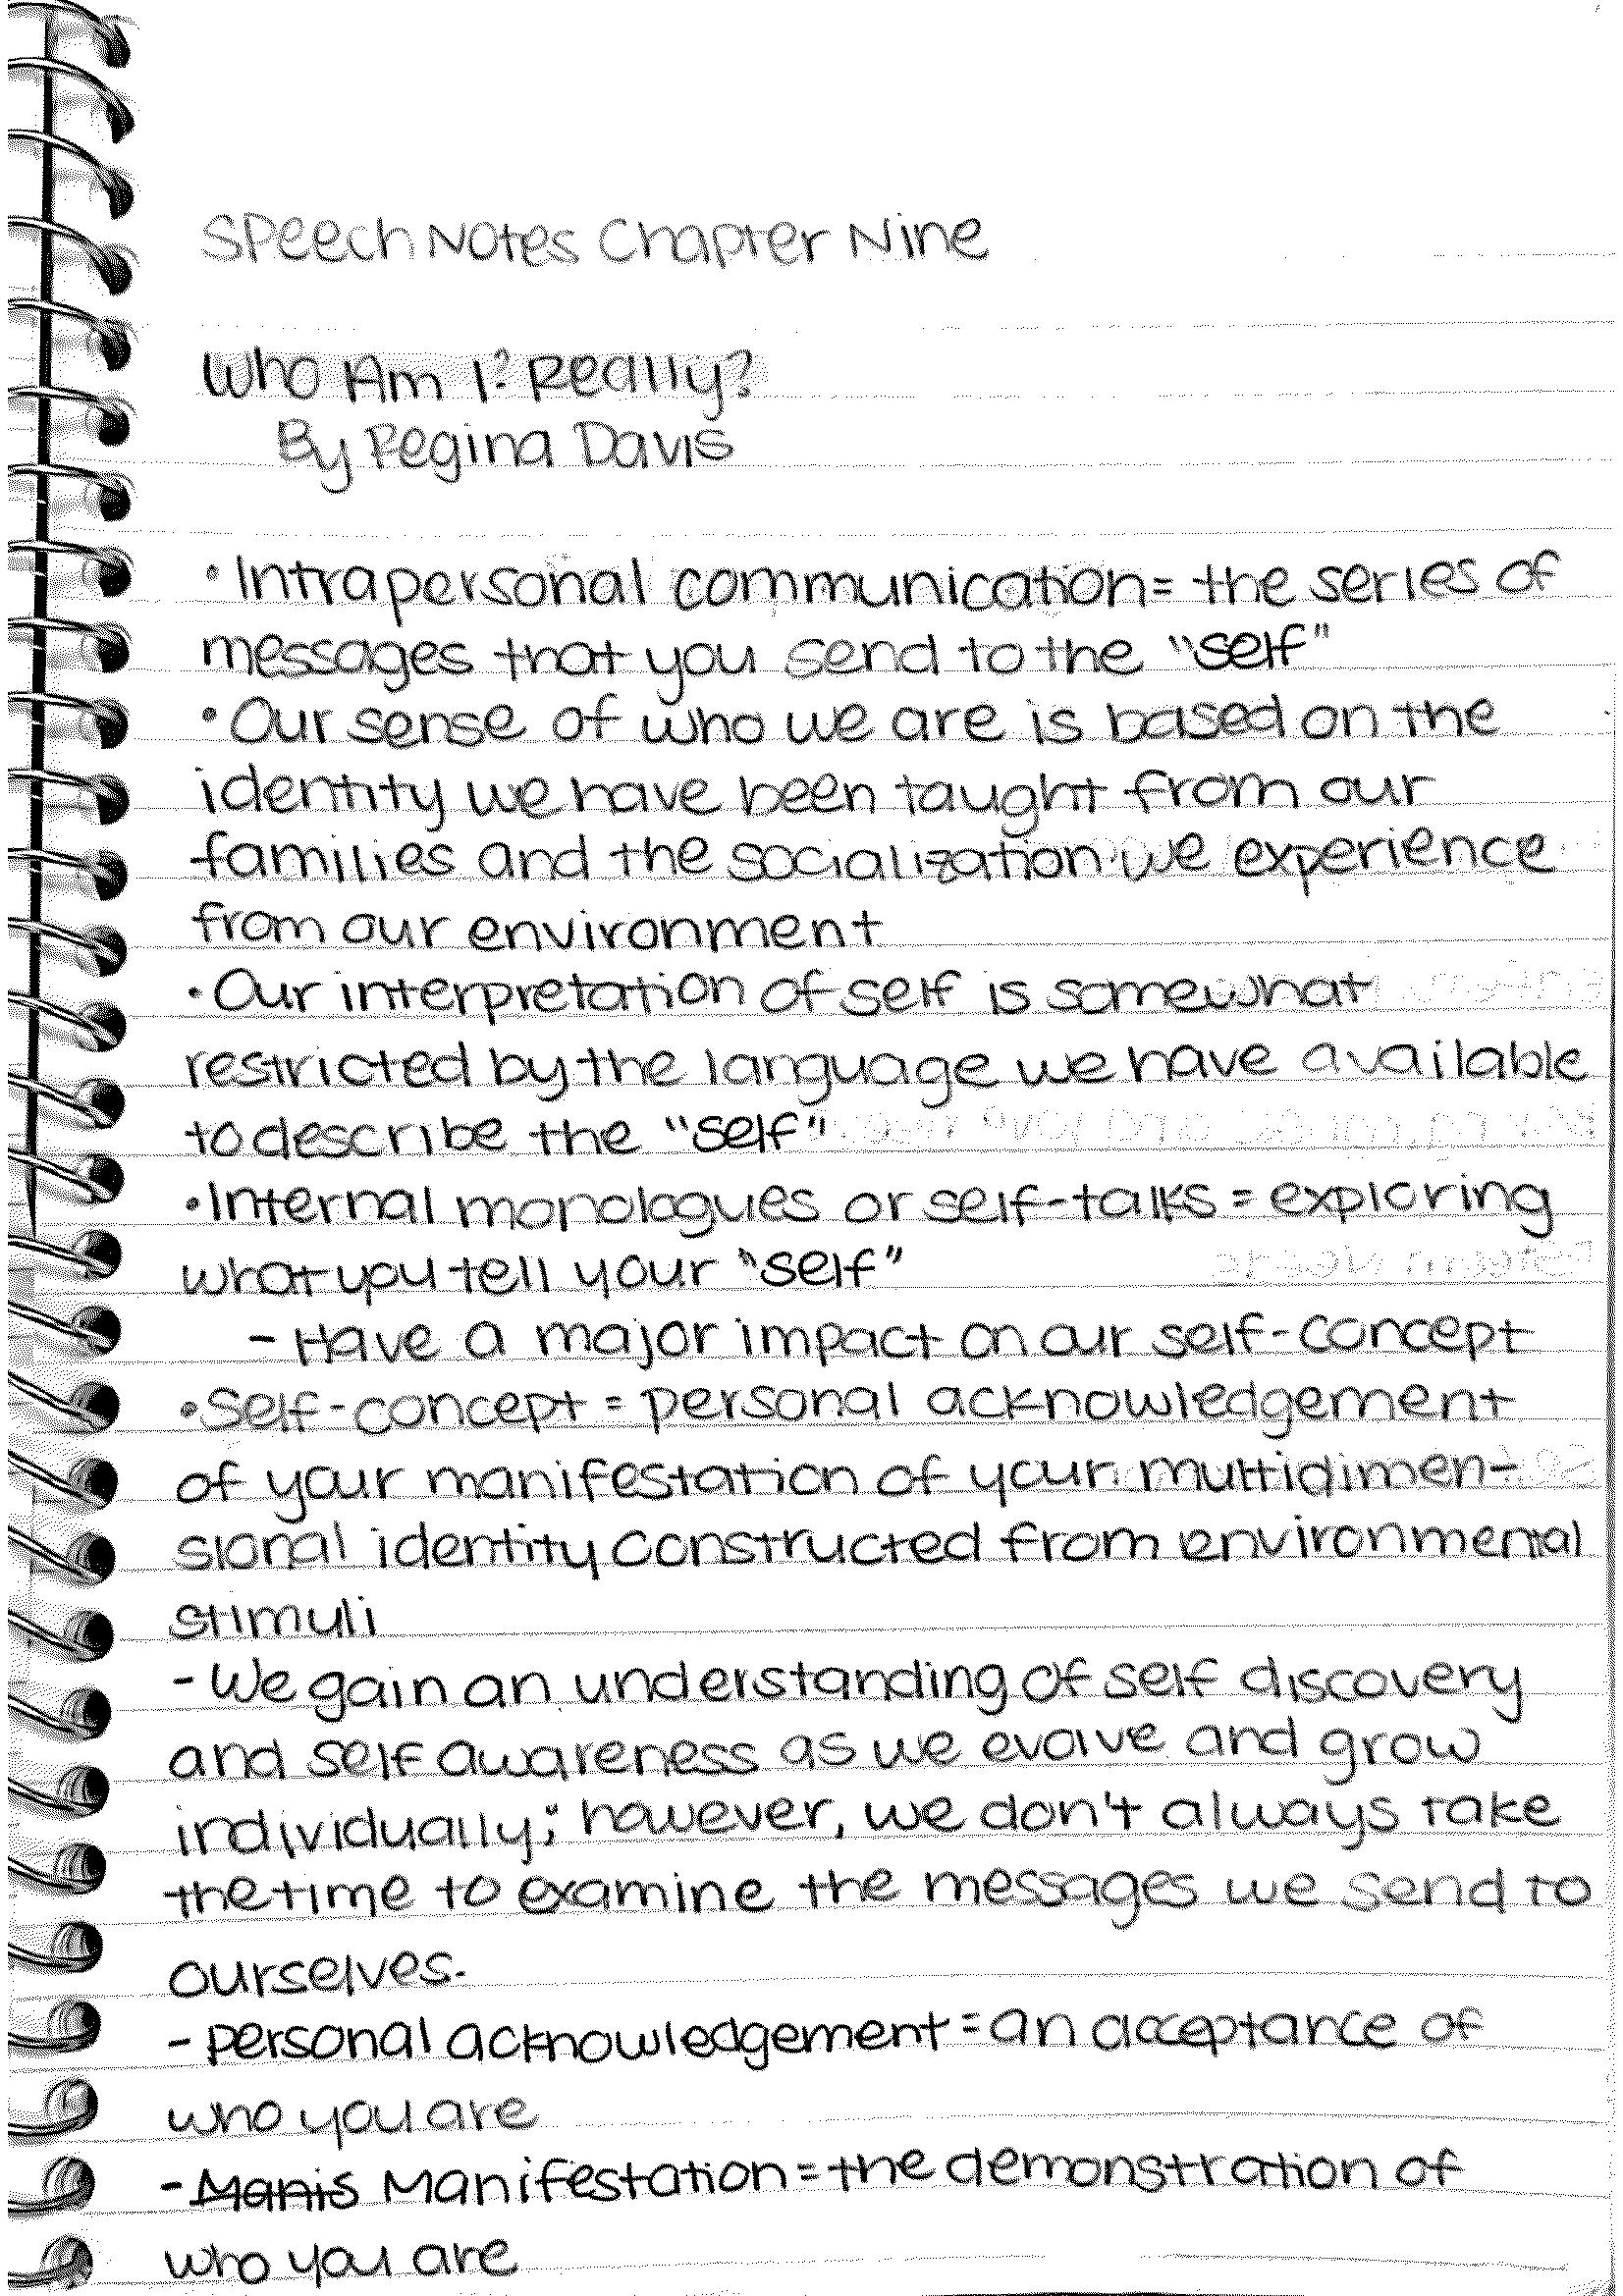 Speech Notes Chapter Nine
Who Am I? Really?
By Regina Davis
• Intrapersonal communication = the series of
messages that you send to the "self"
• Our sense of who we are is based on the
identity we have been taught from our
families and the socialization we experience
from our environment
• Our interpretation of self is somewhat
restricted by the language we have available
to describe the "self"
• Internal monologues or self-talks = exploring
what you tell your "self"
- Have a major impact on our self-concept
• Self-concept = personal acknowledgement
of your manifestation of your multidimen-
sional identity constructed from environmental
stimuli
- We gain an understanding of self discovery
and self awareness as we evolve and grow
individually; however, we don't always take
the time to examine the messages we send to
ourselves.
- personal acknowledgement = an acceptance of
who you are
- Manis Manifestation = the demonstration of
who you are